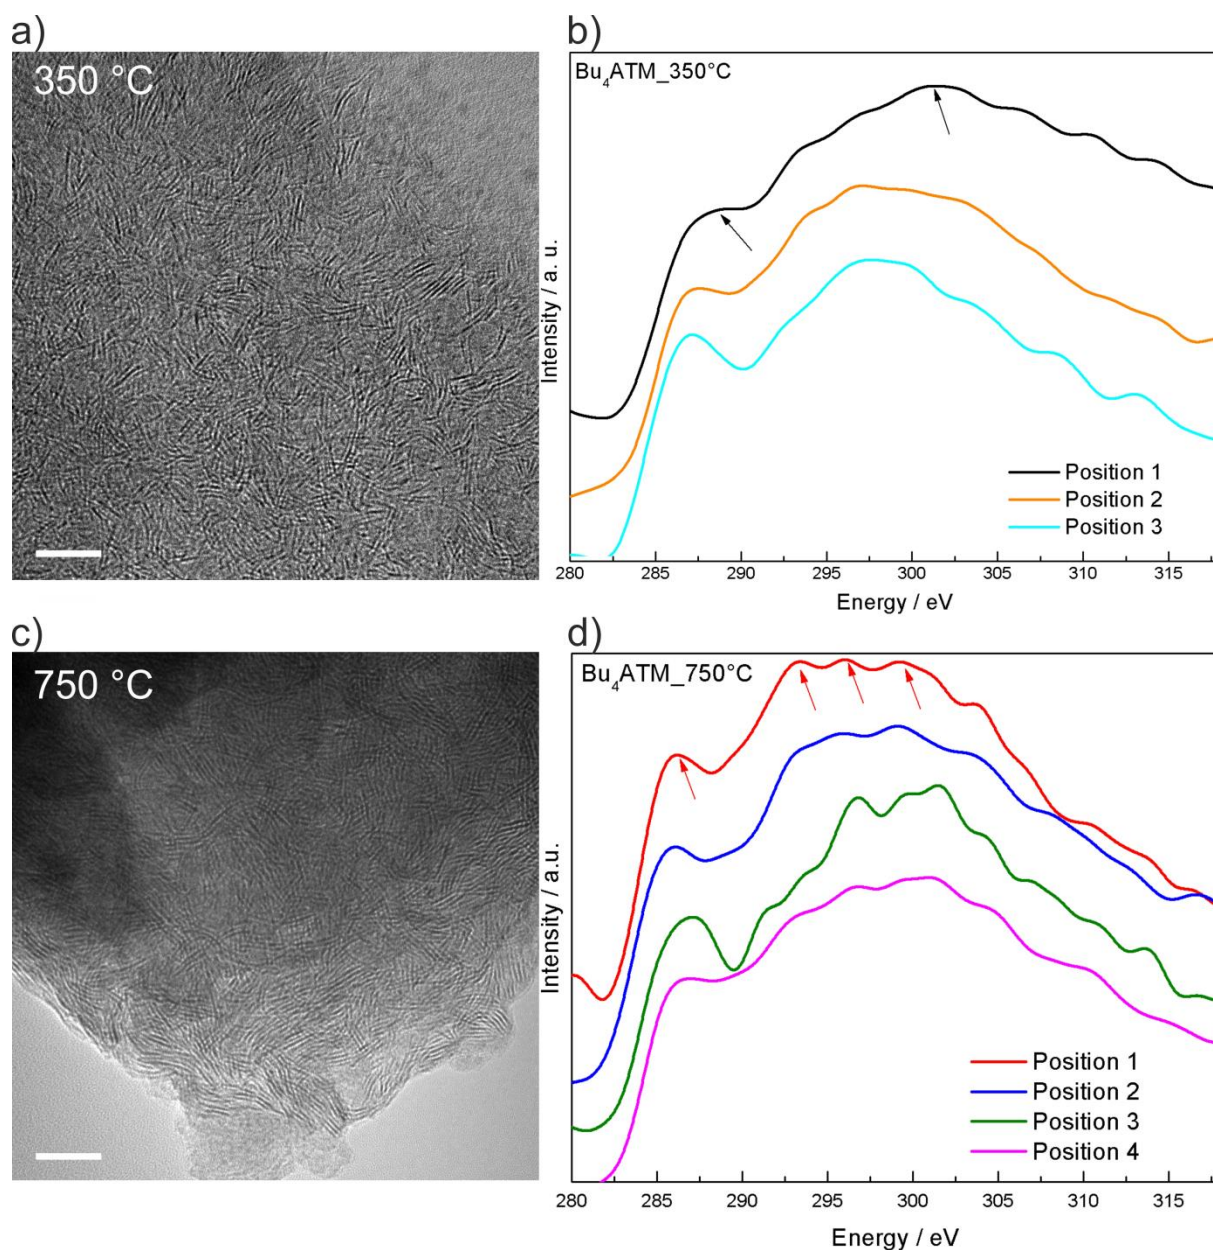 a)
350 °C
b)
Bu₄ATM_350°C
Intensity / a. u.
Position 1
Position 2
Position 3
280 285 290 295 300 305 310 315
Energy / eV
c)
750 °C
d)
Bu₄ATM_750°C
Intensity / a.u.
Position 1
Position 2
Position 3
Position 4
280 285 290 295 300 305 310 315
Energy / eV